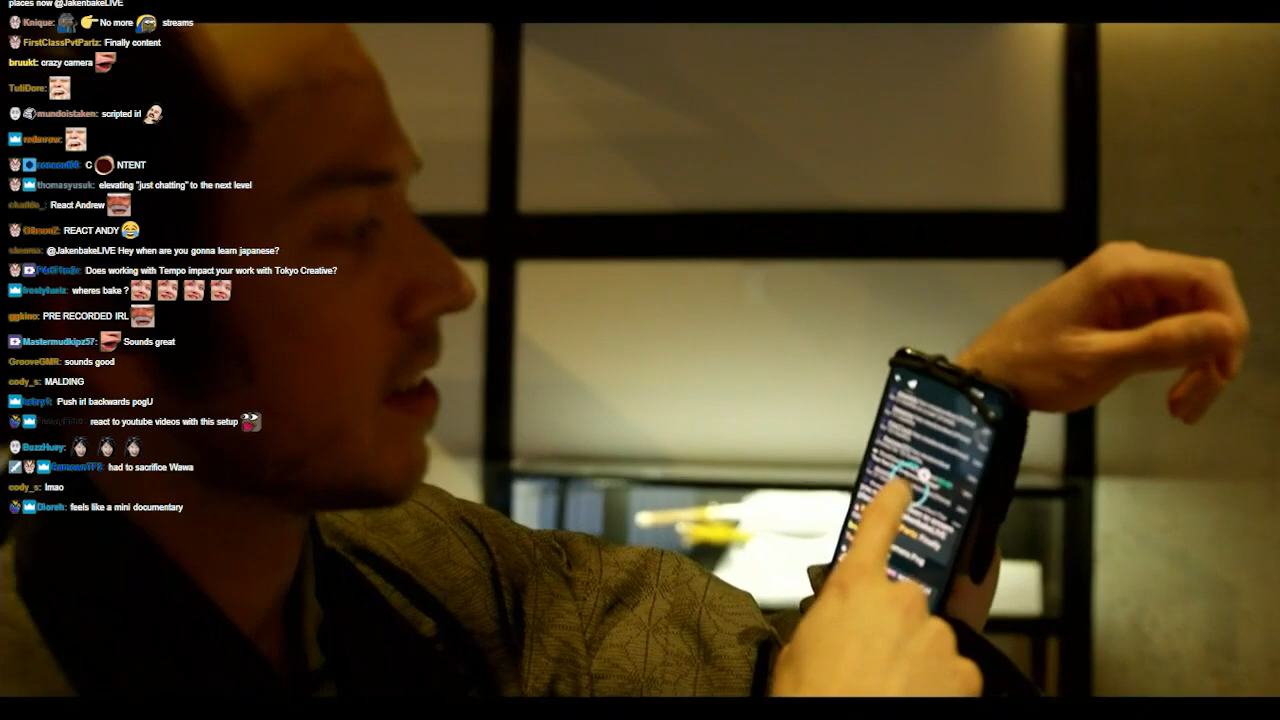 places now @JakenbakeLIVE
Knique: No more streams
FirstClassPvtPartz: Finally content
bruukt: crazy camera
TutiDore:
mundoistaken: scripted irl
C NTENT
thomasyusuk: elevating "just chatting" to the next level
React Andrew
REACT ANDY
@JakenbakeLIVE Hey when are you gonna learn japanese?
Does working with Tempo impact your work with Tokyo Creative?
wheres bake ?
ggkino: PRE RECORDED IRL
Mastermudkipz57: Sounds great
GrooveGMR: sounds good
cody_s: MALDING
Push irl backwards pogU
react to youtube videos with this setup
BuzzHuey:
had to sacrifice Wawa
cody_s: lmao
Dioreh: feels like a mini documentary